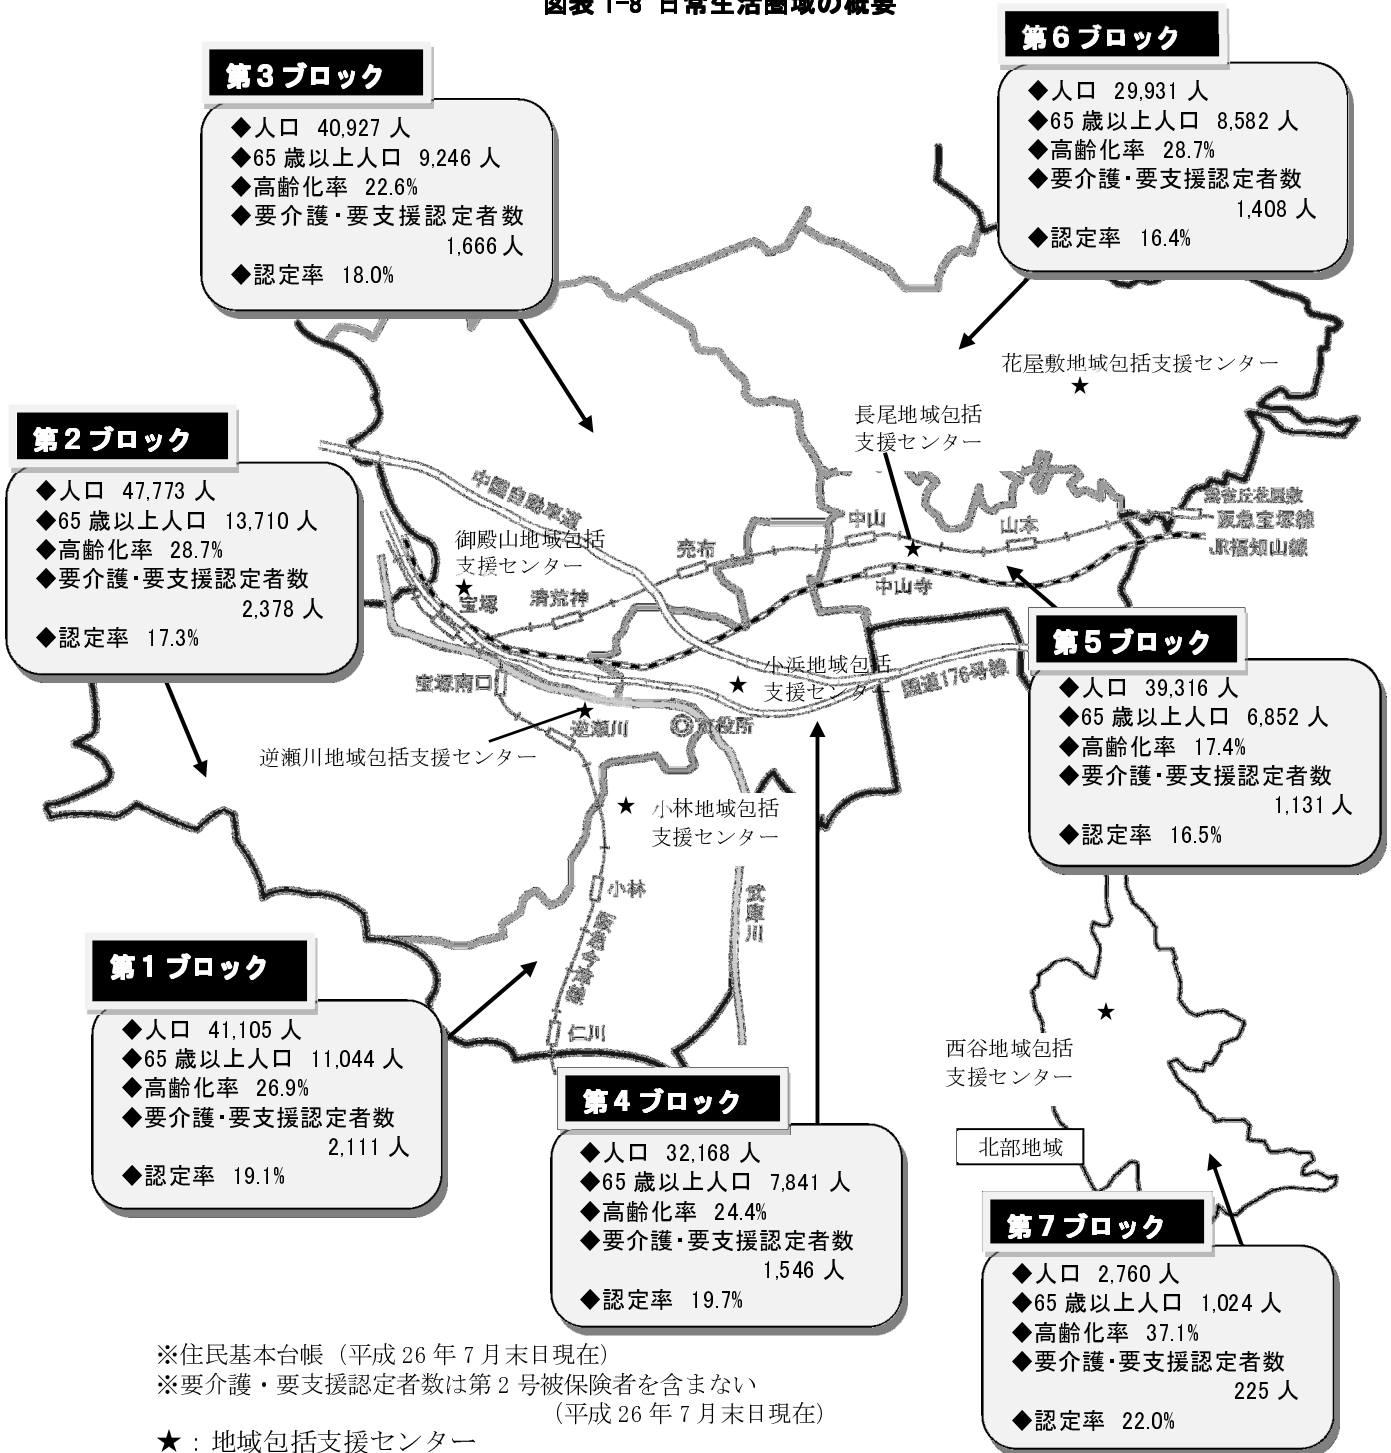 図表 1-8 日常生活圏域の概要
第6ブロック
◆人口 29,931 人
◆65 歳以上人口 8,582 人
◆高齢化率 28.7%
◆要介護・要支援認定者数
1,408 人
◆認定率 16.4%
第3ブロック
◆人口 40,927 人
◆65 歳以上人口 9,246 人
◆高齢化率 22.6%
◆要介護・要支援認定者数
1,666 人
◆認定率 18.0%
花屋敷地域包括支援センター
★
長尾地域包括
支援センター
★
第2ブロック
◆人口 47,773 人
◆65 歳以上人口 13,710 人
◆高齢化率 28.7%
◆要介護・要支援認定者数
2,378 人
◆認定率 17.3%
中国自動車道
御殿山地域包括
支援センター
★
宝塚
清荒神
売布
中山
山本
雲雀丘花屋敷
阪急宝塚線
JR福知山線
中山寺
小浜地域包括
支援センター
★
国道176号線
宝塚南口
★
逆瀬川
市役所
逆瀬川地域包括支援センター
★
小林地域包括
支援センター
小林
阪急今津線
仁川
武庫川
第5ブロック
◆人口 39,316 人
◆65 歳以上人口 6,852 人
◆高齢化率 17.4%
◆要介護・要支援認定者数
1,131 人
◆認定率 16.5%
第1ブロック
◆人口 41,105 人
◆65 歳以上人口 11,044 人
◆高齢化率 26.9%
◆要介護・要支援認定者数
2,111 人
◆認定率 19.1%
第4ブロック
◆人口 32,168 人
◆65 歳以上人口 7,841 人
◆高齢化率 24.4%
◆要介護・要支援認定者数
1,546 人
◆認定率 19.7%
★
西谷地域包括
支援センター
北部地域
第7ブロック
◆人口 2,760 人
◆65 歳以上人口 1,024 人
◆高齢化率 37.1%
◆要介護・要支援認定者数
225 人
◆認定率 22.0%
※住民基本台帳（平成 26 年 7 月末日現在）
※要介護・要支援認定者数は第 2 号被保険者を含まない
（平成 26 年 7 月末日現在）
★：地域包括支援センター